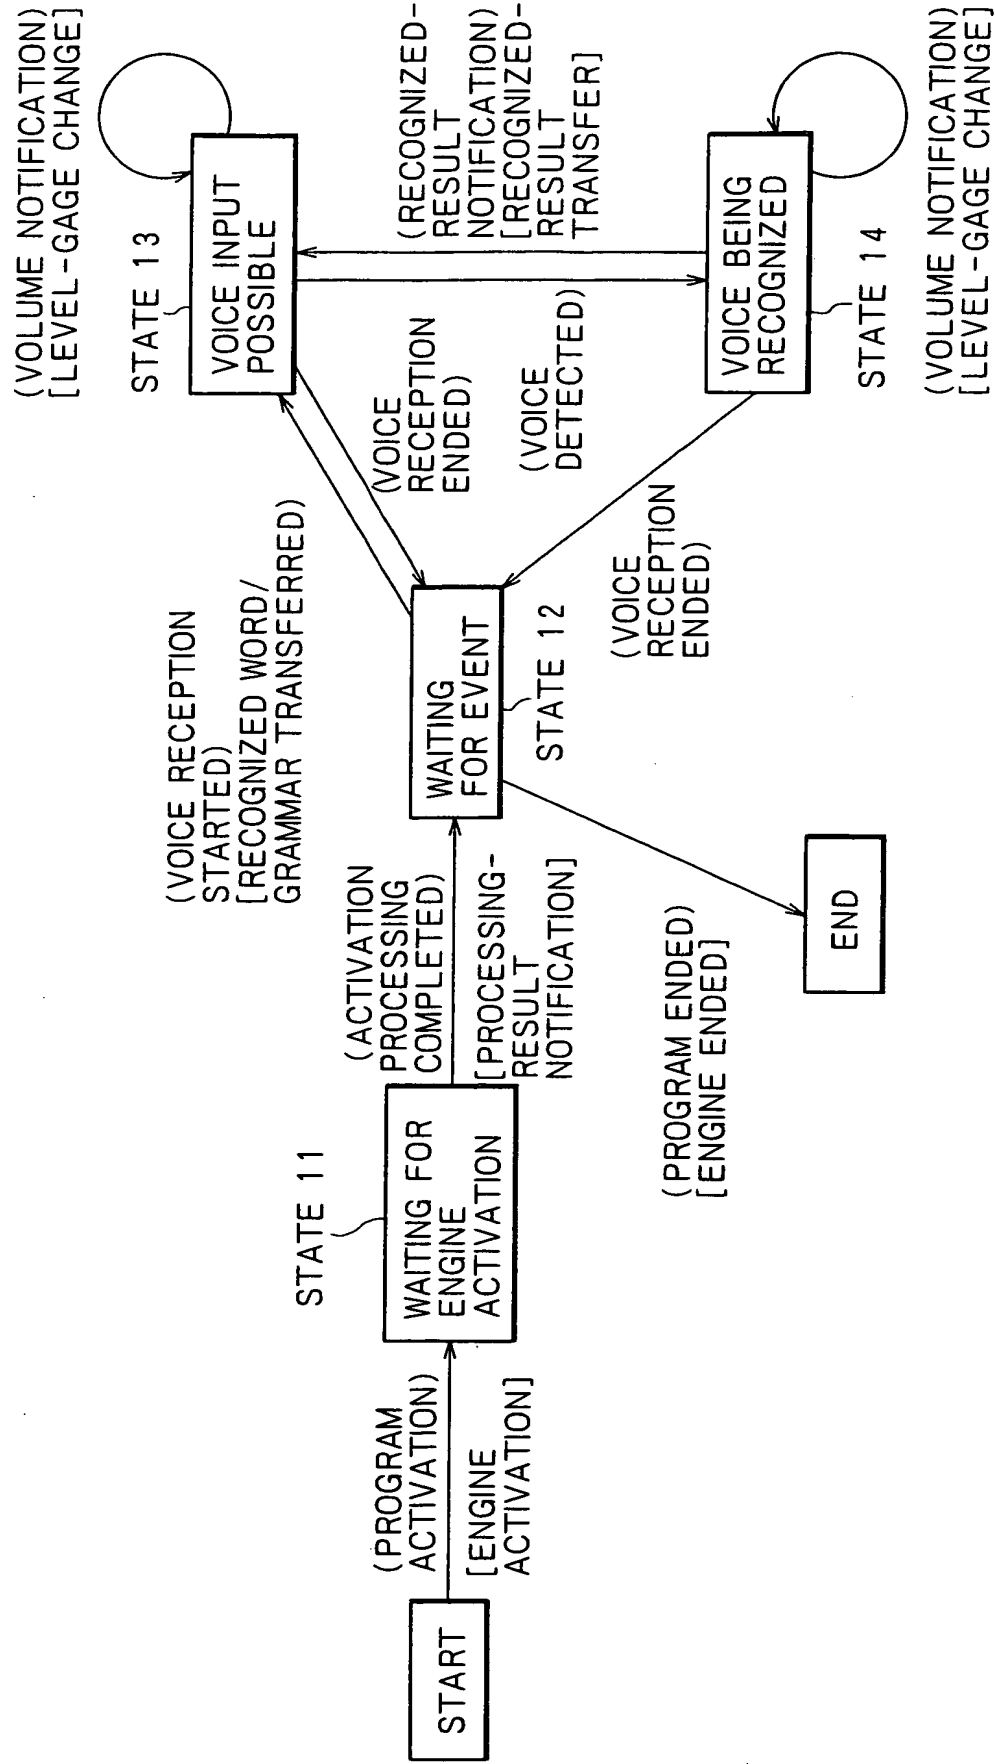 START
(PROGRAM
ACTIVATION)
[ENGINE
ACTIVATION]
STATE 11
WAITING FOR
ENGINE
ACTIVATION
(ACTIVATION
PROCESSING
COMPLETED)
[PROCESSING-
RESULT
NOTIFICATION]
WAITING
FOR EVENT
STATE 12
(PROGRAM ENDED)
[ENGINE ENDED]
END
(VOICE RECEPTION
STARTED)
[RECOGNIZED WORD/
GRAMMAR TRANSFERRED)
(VOICE
RECEPTION
ENDED)
(VOICE
DETECTED)
(VOICE
RECEPTION
ENDED)
(VOLUME NOTIFICATION)
[LEVEL-GAGE CHANGE]
STATE 13
VOICE INPUT
POSSIBLE
(RECOGNIZED-
RESULT
NOTIFICATION)
[RECOGNIZED-
RESULT
TRANSFER]
VOICE BEING
RECOGNIZED
STATE 14
(VOLUME NOTIFICATION)
[LEVEL-GAGE CHANGE]